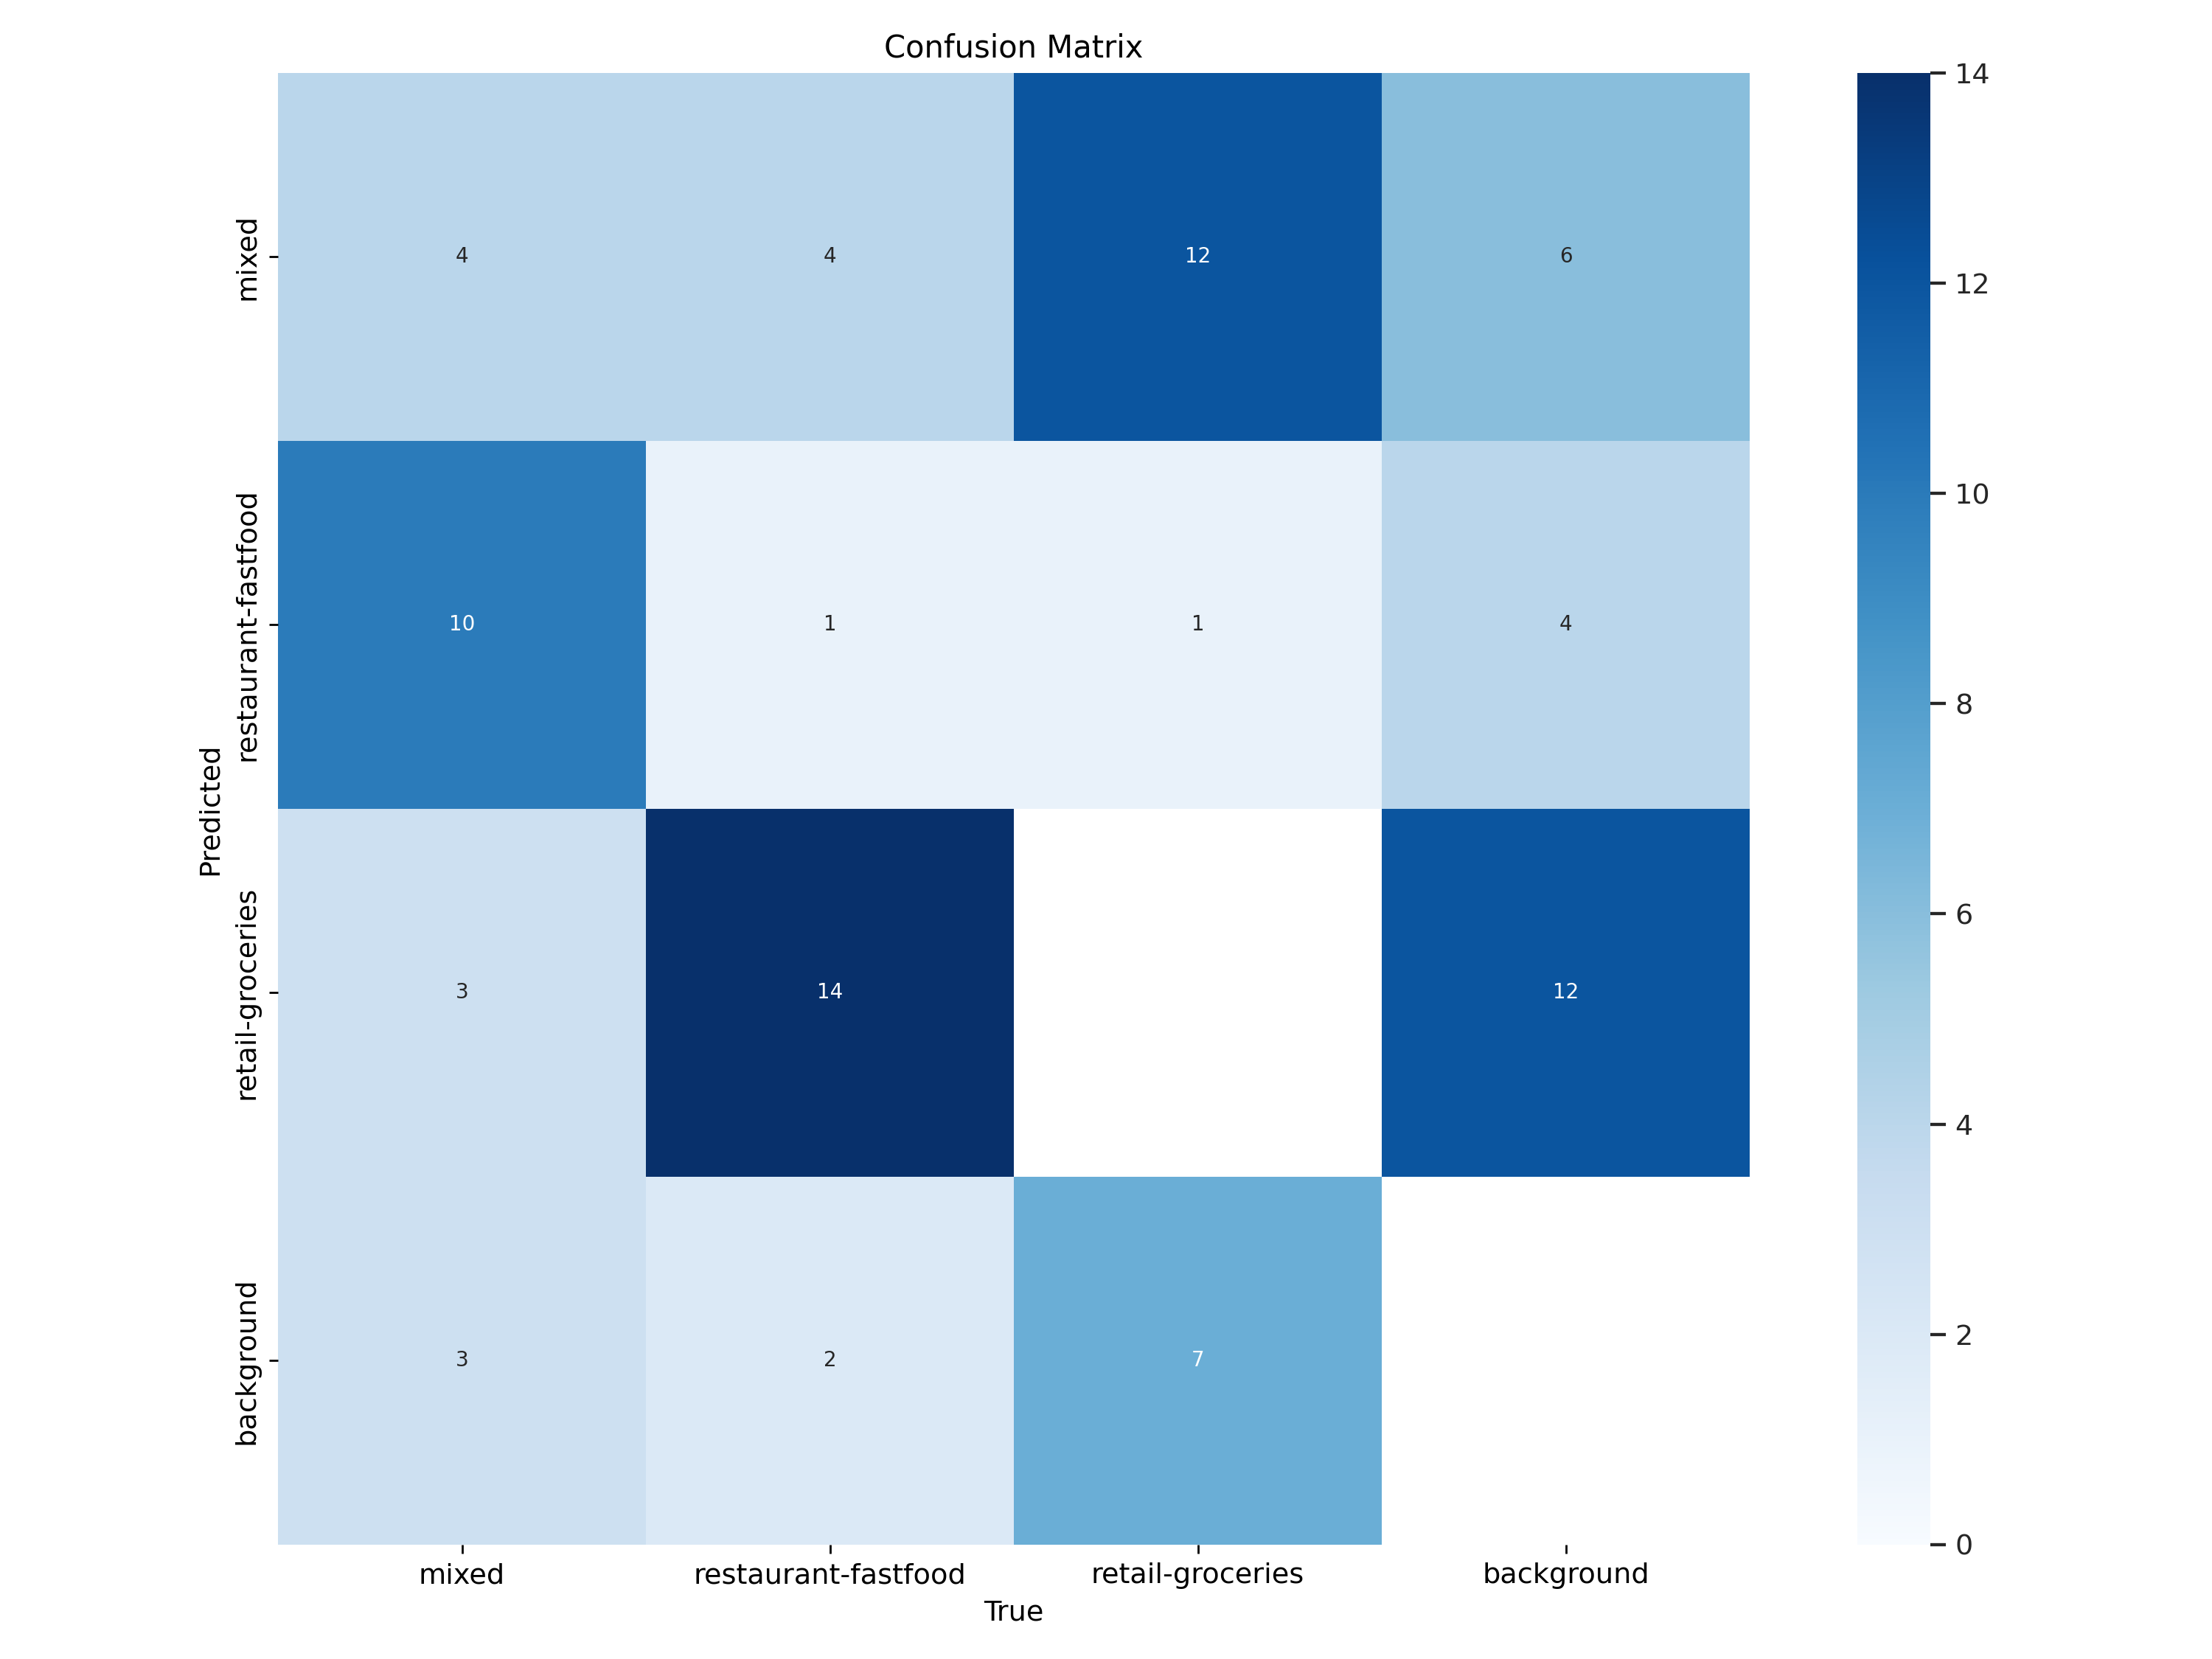 Confusion Matrix
mixed
4 4 12 6
restaurant-fastfood
10 1 1 4
retail-groceries
3 14 12
background
3 2 7
Predicted
mixed restaurant-fastfood retail-groceries background
True
14
12
10
8
6
4
2
0